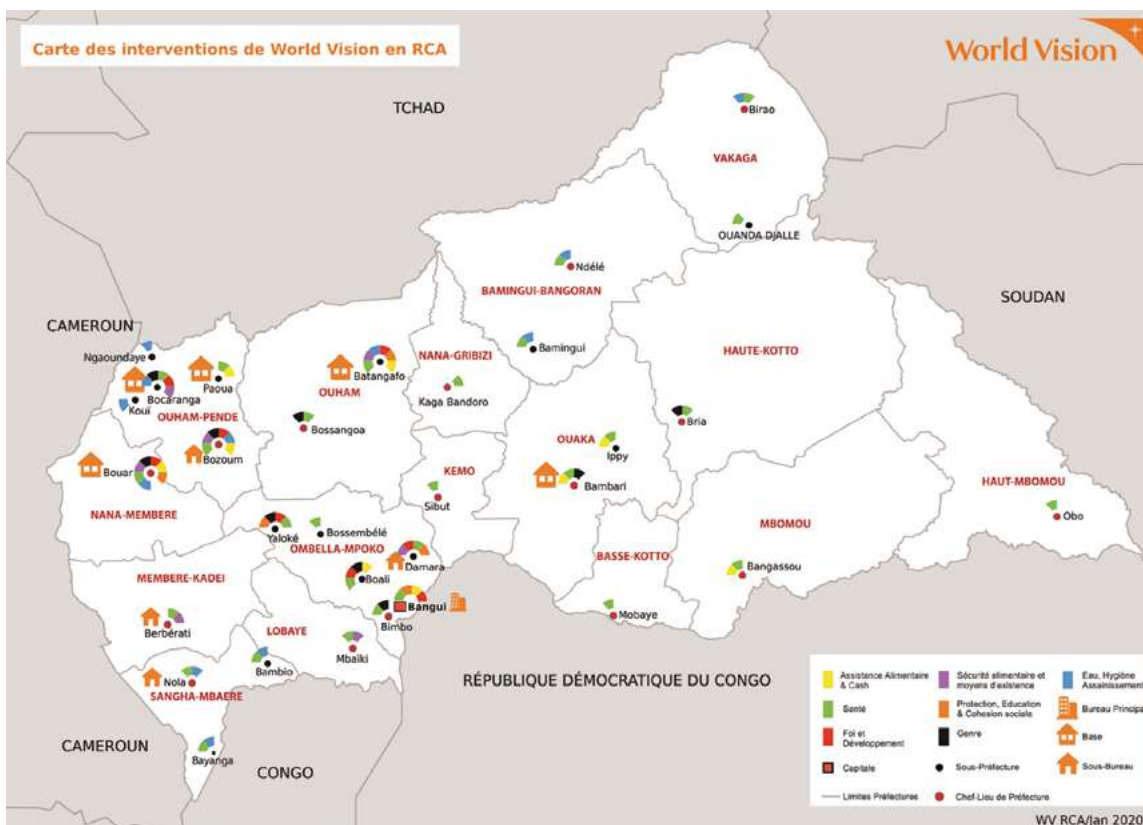 Carte des interventions de World Vision en RCA
World Vision
TCHAD
Birao
VAKAGA
OUANDA DJALLE
Ndélé
BAMINGUI-BANGORAN
SOUDAN
CAMEROUN
Ngaoundaye
Bamingui
NANA-GRIBIZI
HAUTE-KOTTO
Paoua
Batangafo
Bocaranga
Kaga Bandoro
Kouï
OUHAM
OUHAM-PENDE
Bossangoa
Bria
OUAKA
Ippy
Bozoum
Bouar
KEMO
Bambari
Sibut
HAUT-MBOMOU
NANA-MEMBERE
Obo
MBOMOU
Yaloké
Bossembélé
OMBELLA-MPOKO
BASSE-KOTTO
Damara
Bangassou
MEMBERE-KADEI
Boali
Bangui
Mobaye
Bimbo
Berbérati
LOBAYE
Mbaïki
Bambio
Nola
SANGHA-MBAERE
RÉPUBLIQUE DÉMOCRATIQUE DU CONGO
CAMEROUN
Bayanga
CONGO
Assistance Alimentaire
& Cash
Sécurité alimentaire et
moyens d'existence
Eau, Hygiène
Assainissement
Santé
Protection, Education
& Cohesion sociale
Bureau Principa
Foi et
Développement
Genre
Base
Capitale
Sous-Préfecture
Sous-Bureau
Limites Préfectures
Chef-Lieu de Préfecture
WV RCA/Jan 2020